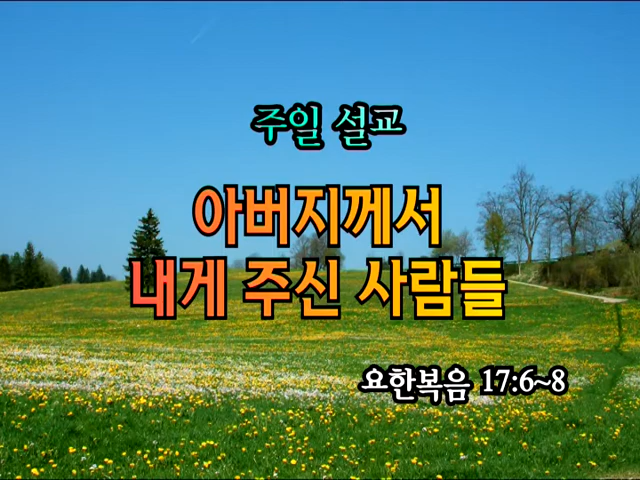 주일 설교
아버지께서
내게 주신 사람들
요한복음 17:6~8